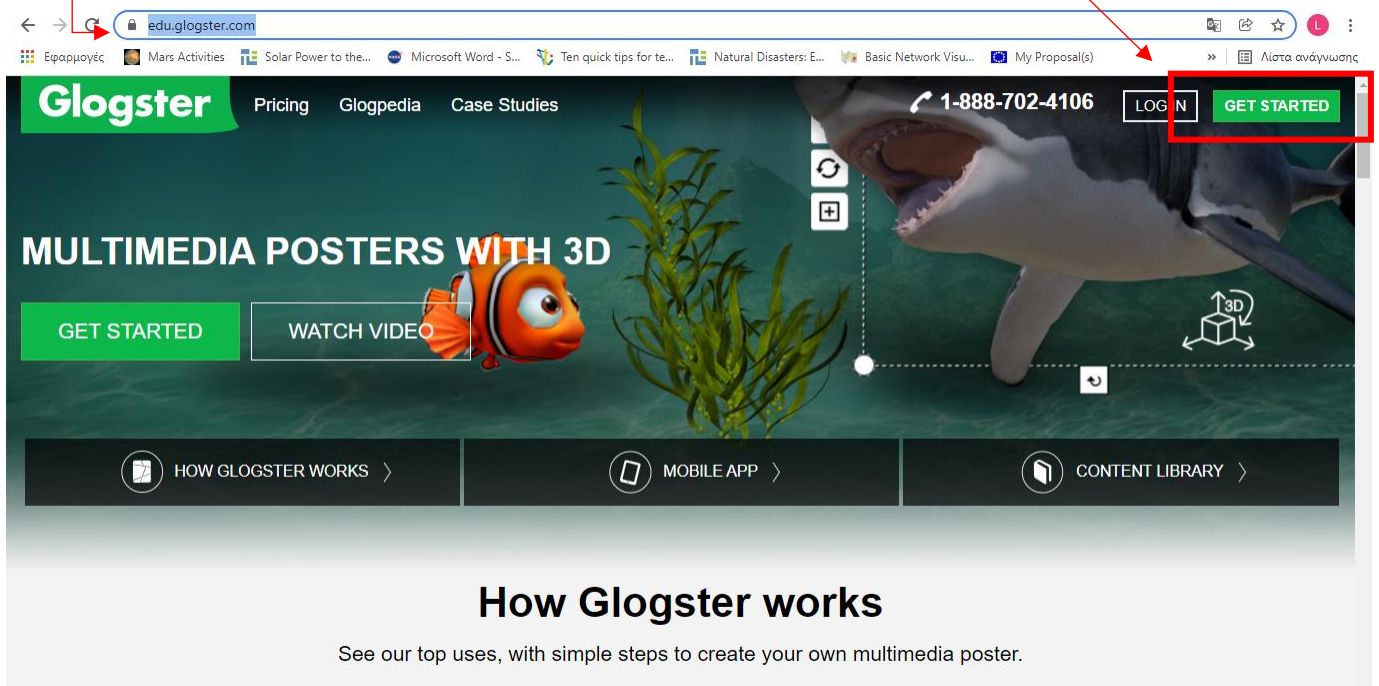 edu.glogster.com
L
Εφαρμογές Mars Activities Solar Power to the... Microsoft Word - S... Ten quick tips for te... Natural Disasters: E... Basic Network Visu... My Proposal(s) » Λίστα ανάγνωσης
Glogster Pricing Glogpedia Case Studies 1-888-702-4106 LOG IN GET STARTED
MULTIMEDIA POSTERS WITH 3D
GET STARTED WATCH VIDEO 3D
HOW GLOGSTER WORKS MOBILE APP CONTENT LIBRARY
How Glogster works
See our top uses, with simple steps to create your own multimedia poster.